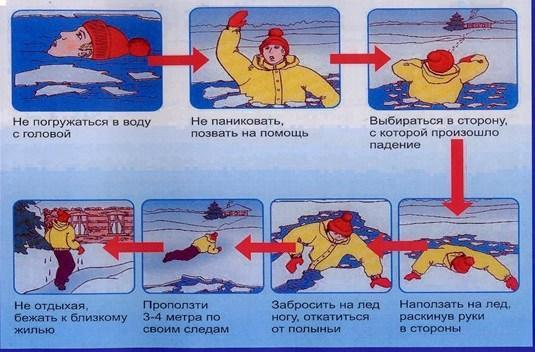 Не погружаться в воду
с головой
Не паниковать,
позвать на помощь
Выбираться в сторону,
с которой произошло
падение
Наползать на лед,
раскинув руки
в стороны
Забросить на лед
ногу, откатиться
от полыньи
Проползти
3-4 метра по
своим следам
Не отдыхая,
бежать к близкому
жилью